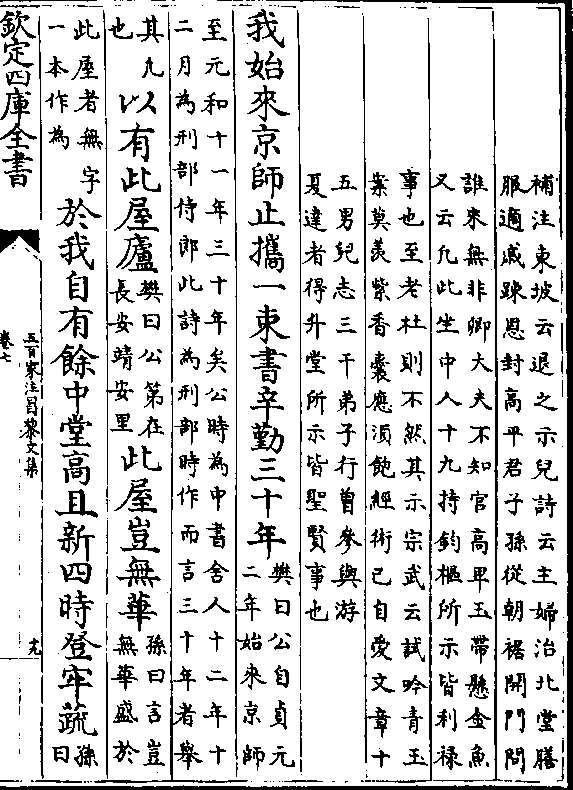 補注東坡云退之示兒詩云主婦治北堂膳
服適戚踈恩封高平君子孫從朝裾開門問
誰來無非卿大夫不知官高卑玉帶懸金魚
又云凡此坐中人十九持鈞樞所示皆利祿
事也至老杜則不然其示宗武云試吟青玉
案莫羨紫香囊應須飽經術已自愛文章十
五男兒志三千弟子行曾參與游
夏達者得升堂所示皆聖賢事也
我始來京師止攜一束書辛勤三十年
樊曰公自貞元
二年始來京師
至元和十一年三十年矣公時為中書舍人十二年十
二月為刑部侍郎此詩為刑部時作而言三十年者舉
其凡
也
以有此屋廬
樊曰公第在
長安靖安里
此屋豈無華
孫曰言豈
無華盛於
此屋者無字
一本作為
於我自有餘中堂高且新四時登牢蔬
孫
曰
欽定四庫全書
五百家注昌黎文集
卷七
十九